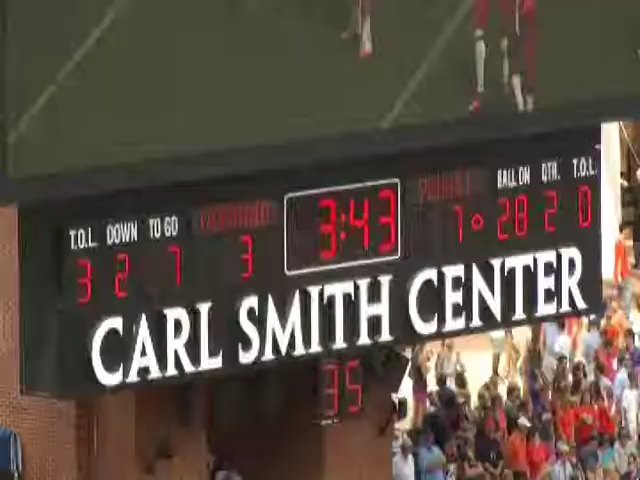 T.O.L. DOWN TO GO BALL ON QTR. T.O.L.
3 2 7 3 3:43 7 28 2 0
CARL SMITH CENTER
35